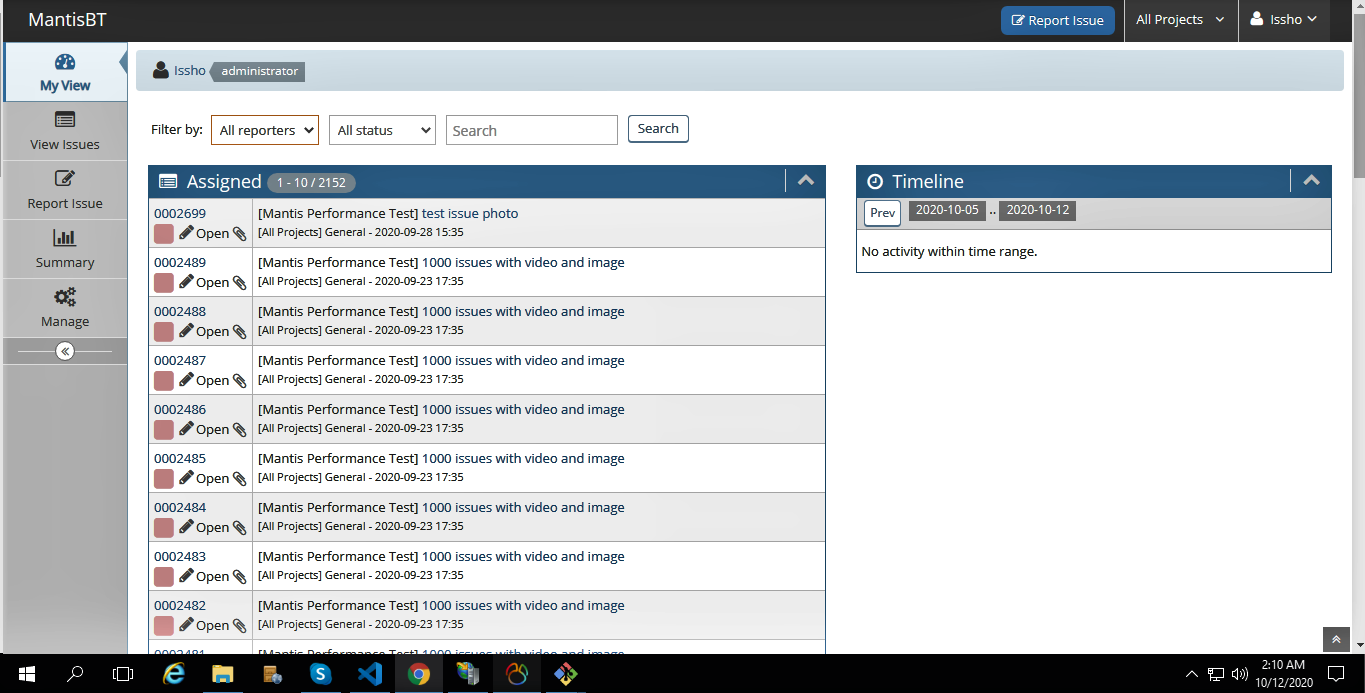 MantisBT
Report Issue
All Projects
Issho
My View
View Issues
Report Issue
Summary
Manage
Issho administrator
Filter by: All reporters All status Search Search
Assigned 1 - 10 / 2152
0002699 [Mantis Performance Test] test issue photo
Open [All Projects] General - 2020-09-28 15:35
0002489 [Mantis Performance Test] 1000 issues with video and image
Open [All Projects] General - 2020-09-23 17:35
0002488 [Mantis Performance Test] 1000 issues with video and image
Open [All Projects] General - 2020-09-23 17:35
0002487 [Mantis Performance Test] 1000 issues with video and image
Open [All Projects] General - 2020-09-23 17:35
0002486 [Mantis Performance Test] 1000 issues with video and image
Open [All Projects] General - 2020-09-23 17:35
0002485 [Mantis Performance Test] 1000 issues with video and image
Open [All Projects] General - 2020-09-23 17:35
0002484 [Mantis Performance Test] 1000 issues with video and image
Open [All Projects] General - 2020-09-23 17:35
0002483 [Mantis Performance Test] 1000 issues with video and image
Open [All Projects] General - 2020-09-23 17:35
0002482 [Mantis Performance Test] 1000 issues with video and image
Open [All Projects] General - 2020-09-23 17:35
0002481 [Mantis Performance Test] 1000 issues with video and image
Timeline
Prev 2020-10-05 .. 2020-10-12
No activity within time range.
2:10 AM
10/12/2020